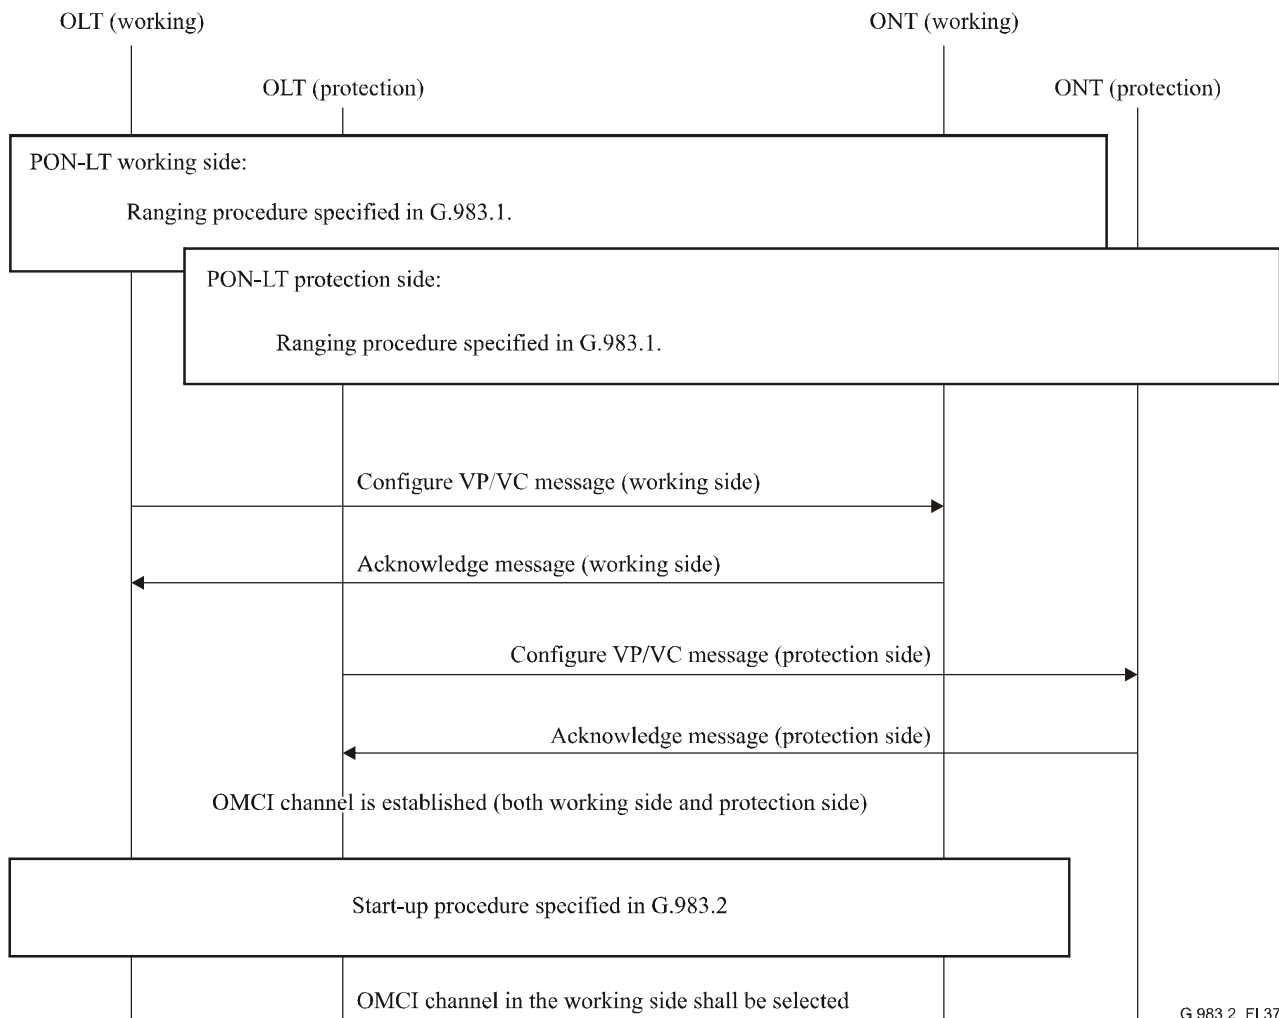 OLT (working)
ONT (working)
OLT (protection)
ONT (protection)
PON-LT working side:
Ranging procedure specified in G.983.1.
PON-LT protection side:
Ranging procedure specified in G.983.1.
Configure VP/VC message (working side)
Acknowledge message (working side)
Configure VP/VC message (protection side)
Acknowledge message (protection side)
OMCI channel is established (both working side and protection side)
Start-up procedure specified in G.983.2
OMCI channel in the working side shall be selected